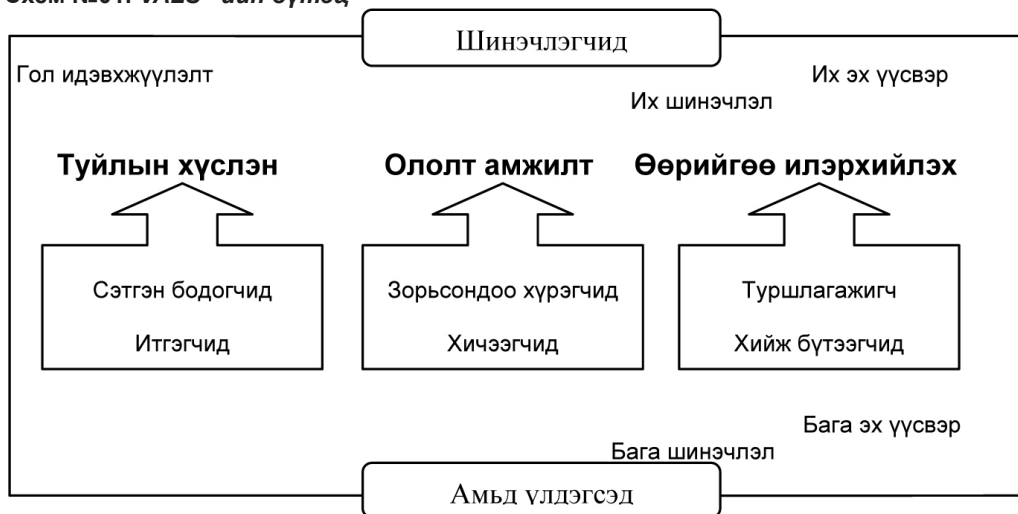 Шинэчлэгчид
Гол идэвхжүүлэлт
Их эх үүсвэр
Их шинэчлэл
Туйлын хүслэн
Ололт амжилт
Өөрийгөө илэрхийлэх
Сэтгэн бодогчид
Итгэгчид
Зорьсондоо хүрэгчид
Хичээгчид
Туршлагажигч
Хийж бүтээгчид
Бага эх үүсвэр
Бага шинэчлэл
Амьд үлдэгсэд